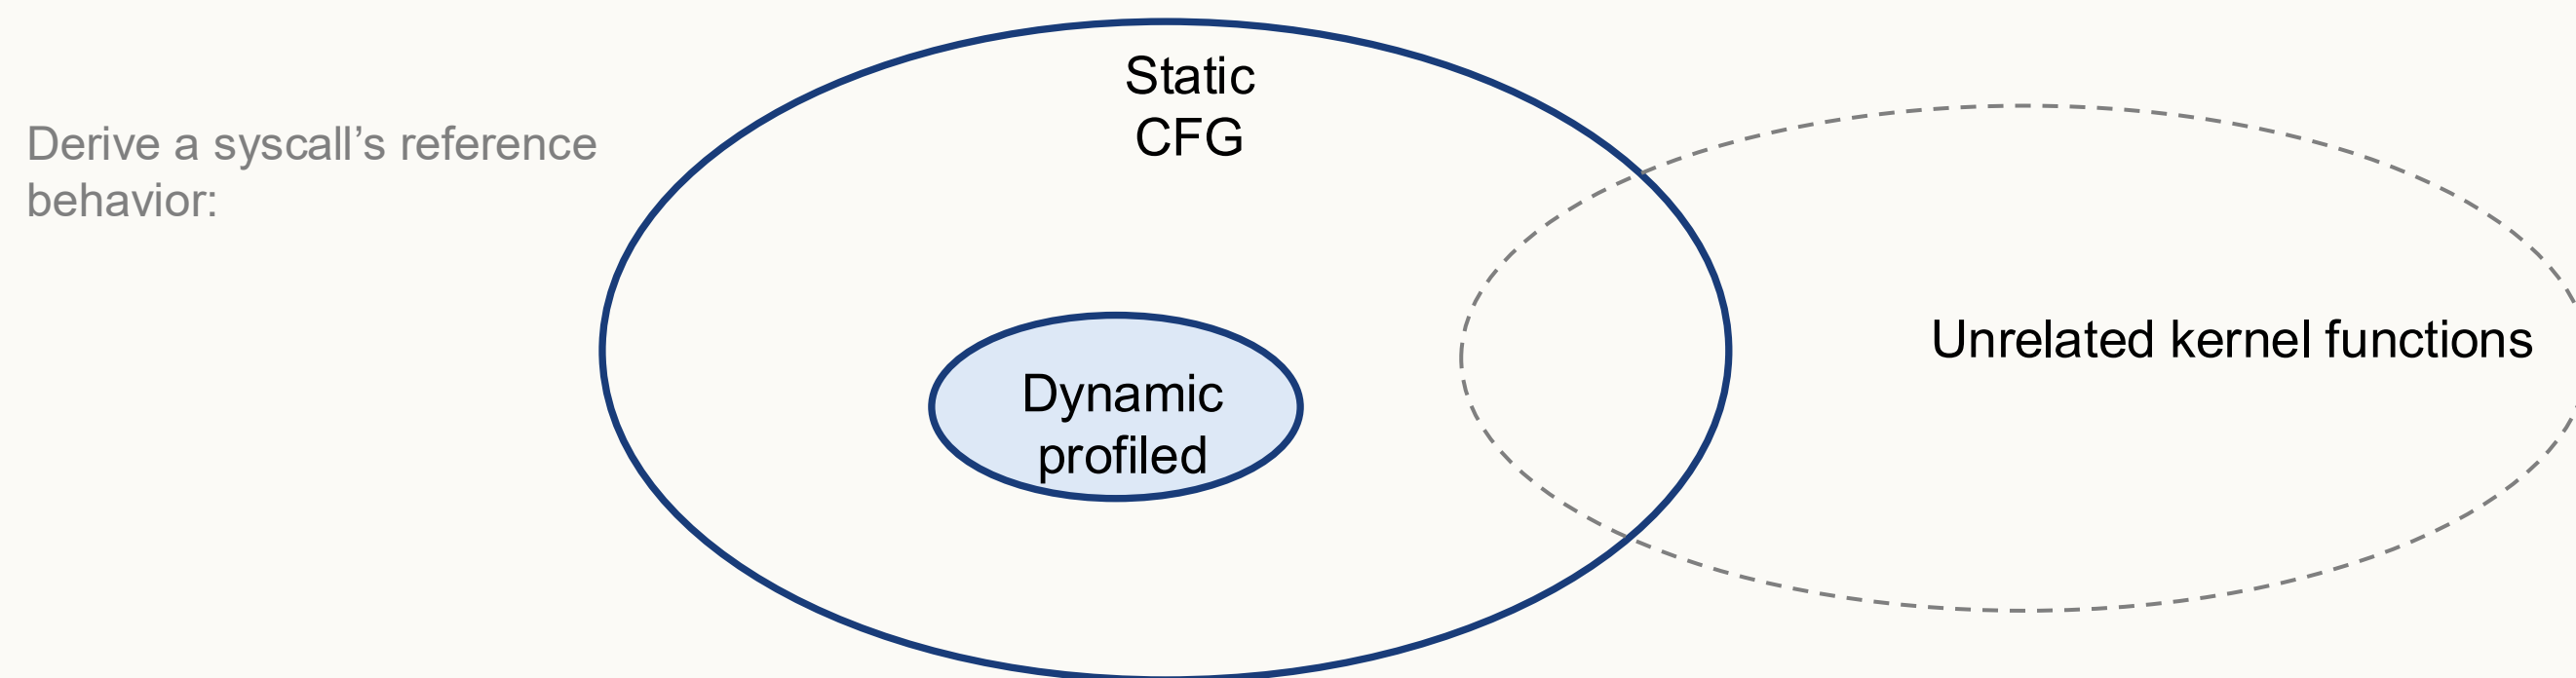 Static
CFG
Derive a syscall’s reference
behavior:
Unrelated kernel functions
Dynamic
profiled